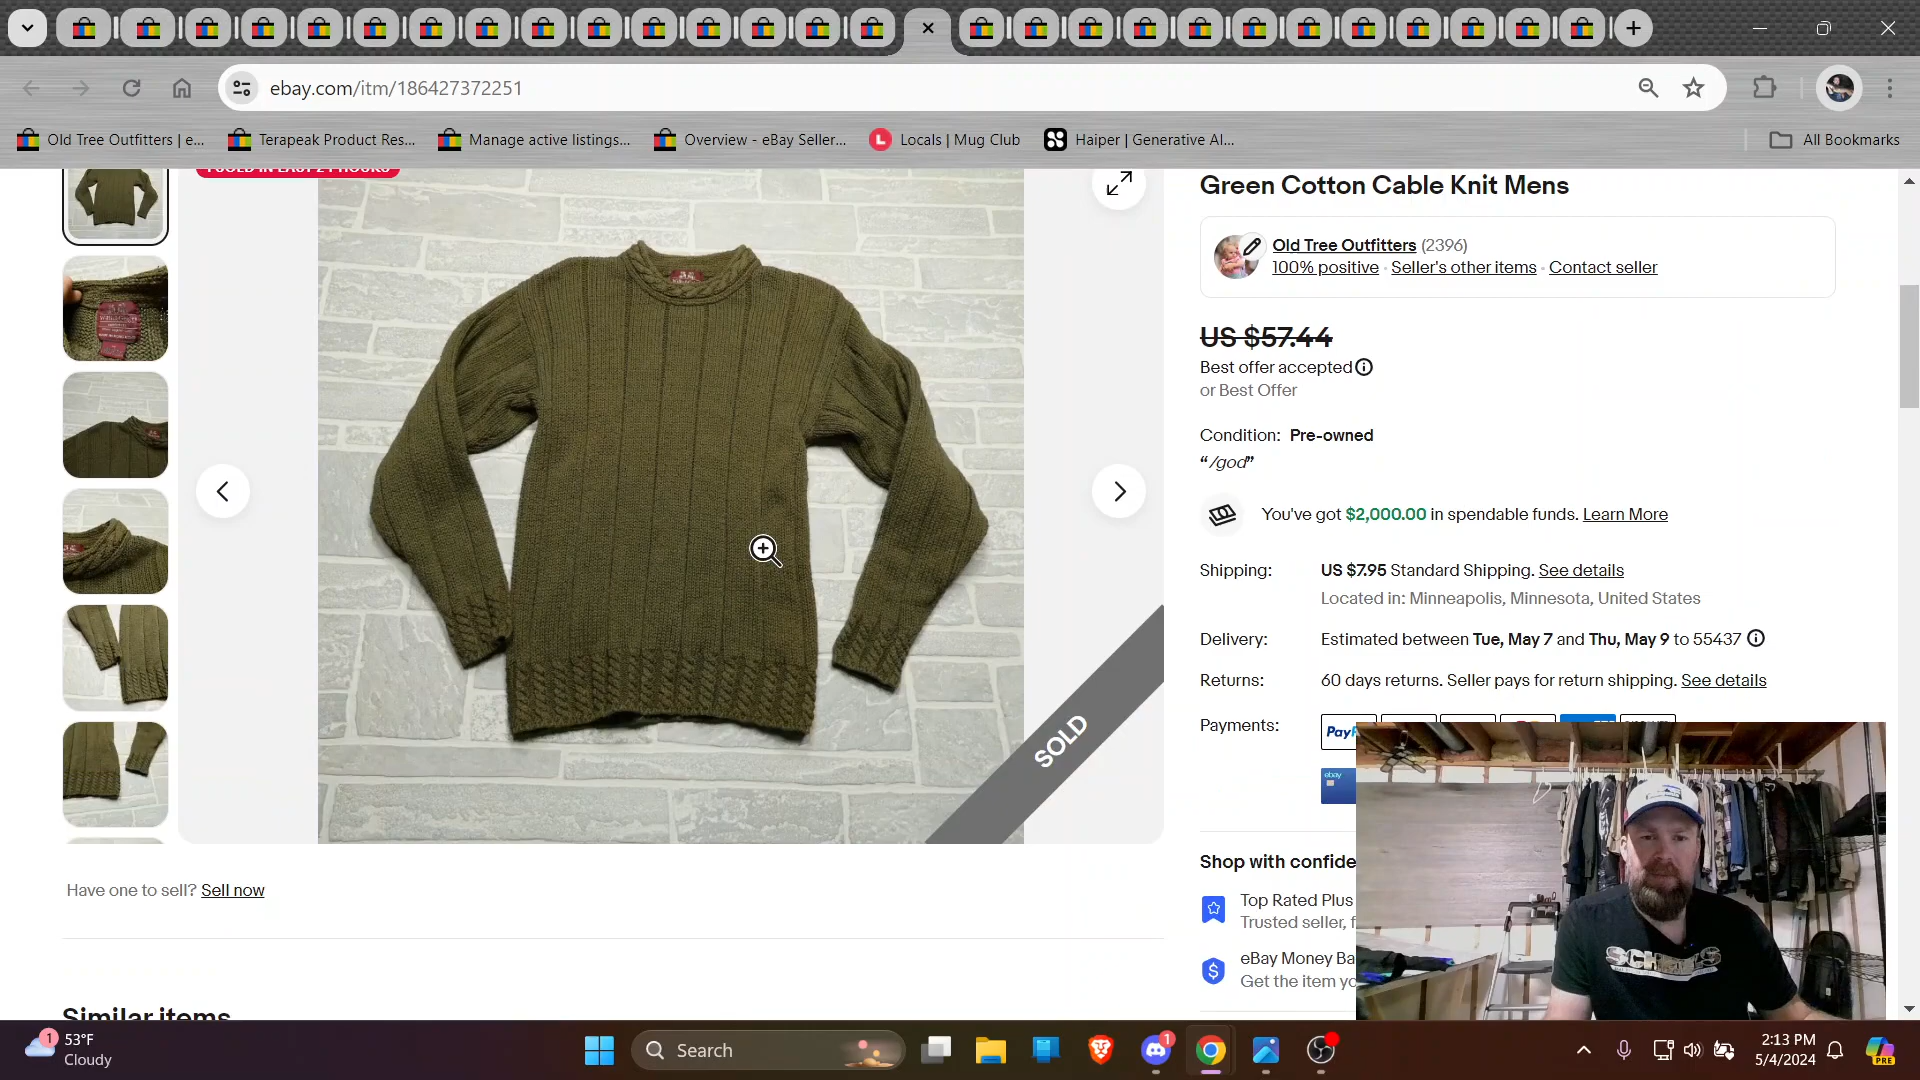 ebay.com/itm/186427372251
Old Tree Outfitters | e...
Terapeak Product Res...
Manage active listings...
Overview - eBay Seller...
Locals | Mug Club
Haiper | Generative AI...
All Bookmarks
Green Cotton Cable Knit Mens
Old Tree Outfitters (2396)
100% positive · Seller's other items · Contact seller
US $57.44
Best offer accepted
or Best Offer
Condition: Pre-owned
“/god”
You've got $2,000.00 in spendable funds. Learn More
Shipping: US $7.95 Standard Shipping. See details
Located in: Minneapolis, Minnesota, United States
Delivery: Estimated between Tue, May 7 and Thu, May 9 to 55437
Returns: 60 days returns. Seller pays for return shipping. See details
Payments:
ebay
SOLD
Have one to sell? Sell now
Shop with confide
Top Rated Plus
Trusted seller, f
eBay Money Ba
Get the item yo
SCHEELS
Similar items
1
53°F
Cloudy
Search
1
2:13 PM
5/4/2024
PRE